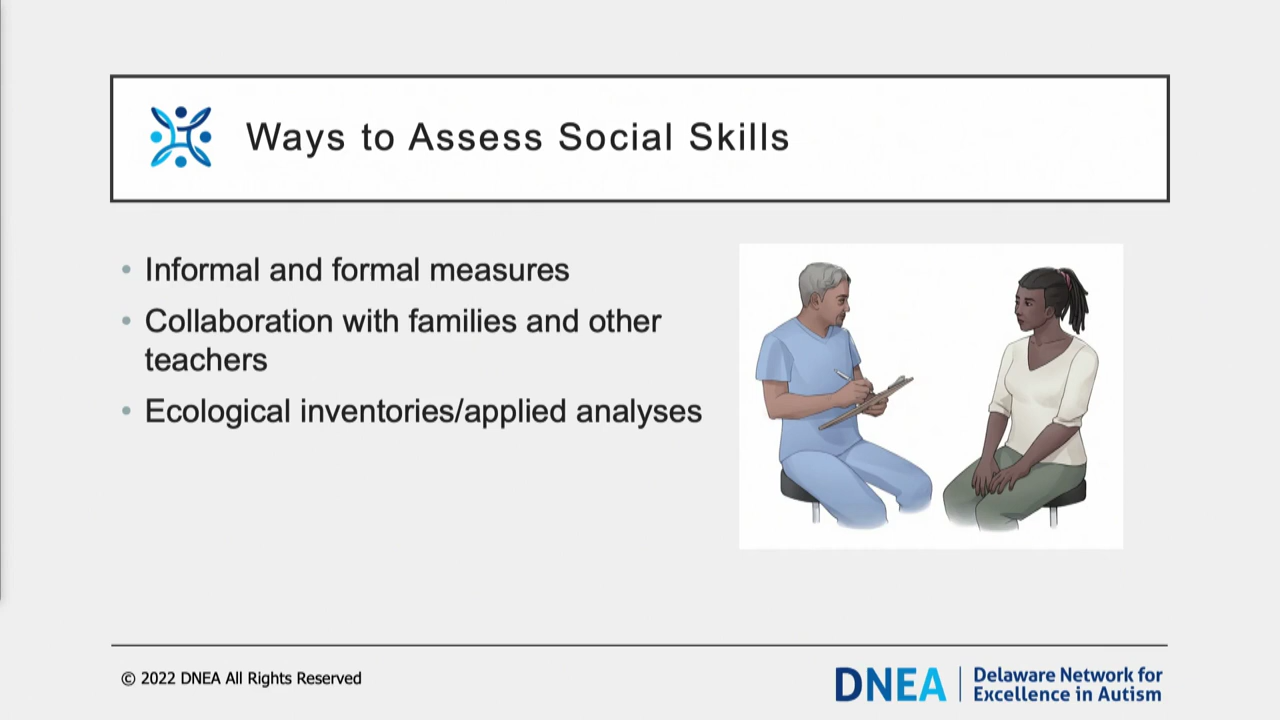 Ways to Assess Social Skills
• Informal and formal measures
• Collaboration with families and other
teachers
• Ecological inventories/applied analyses
© 2022 DNEA All Rights Reserved
DNEA
Delaware Network for
Excellence in Autism